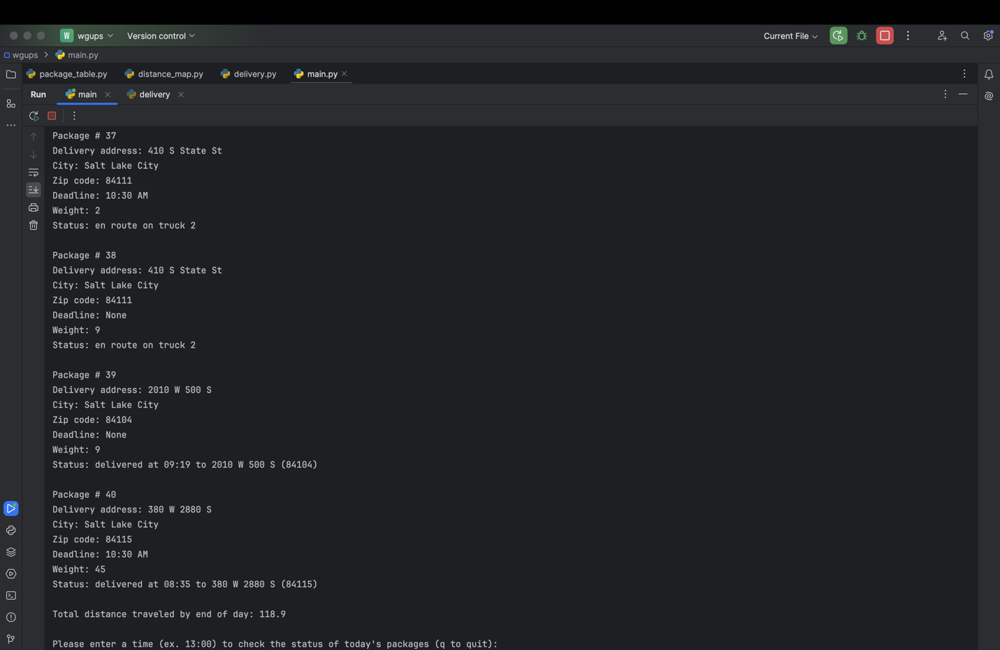 W wgups Version control Current File
wgups > main.py
package_table.py distance_map.py delivery.py main.py
Run main delivery
Package # 37
Delivery address: 410 S State St
City: Salt Lake City
Zip code: 84111
Deadline: 10:30 AM
Weight: 2
Status: en route on truck 2
Package # 38
Delivery address: 410 S State St
City: Salt Lake City
Zip code: 84111
Deadline: None
Weight: 9
Status: en route on truck 2
Package # 39
Delivery address: 2010 W 500 S
City: Salt Lake City
Zip code: 84104
Deadline: None
Weight: 9
Status: delivered at 09:19 to 2010 W 500 S (84104)
Package # 40
Delivery address: 380 W 2880 S
City: Salt Lake City
Zip code: 84115
Deadline: 10:30 AM
Weight: 45
Status: delivered at 08:35 to 380 W 2880 S (84115)
Total distance traveled by end of day: 118.9
Please enter a time (ex. 13:00) to check the status of today's packages (q to quit):